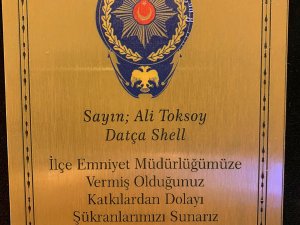 Sayın; Ali Toksoy
Datça Shell
İlçe Emniyet Müdürlüğümüze
Vermiş Olduğunuz
Katkılardan Dolayı
Şükranlarımızı Sunarız